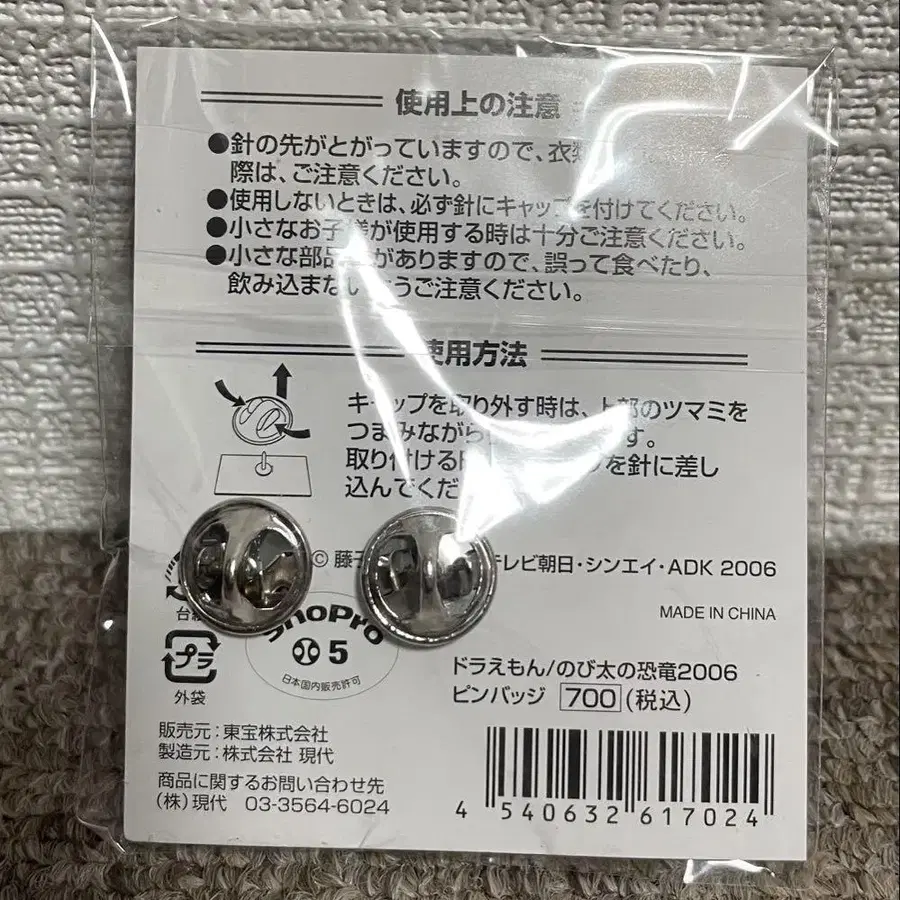 使用上の注意
●針の先がとがっていますので、衣類
際は、ご注意ください。
●使用しないときは、必ず針にキャップを付けてください。
●小さなお子様が使用する時は十分ご注意ください。
●小さな部品 がありますので、誤って食べたり、
飲み込まない ようご注意ください。
使用方法
キャップを取り外す時は、上部のツマミを
つまみながら す。
取り付ける を針に差し
込んでくだ
© 藤子 テレビ朝日・シンエイ・ADK 2006
MADE IN CHINA
台紙
ShoPro
5
日本国内販売許可
プラ
外袋
ドラえもん/のび太の恐竜2006
ピンバッジ 700 (税込)
販売元:東宝株式会社
製造元:株式会社 現代
商品に関するお問い合わせ先
(株)現代 03-3564-6024
4 540632 617024